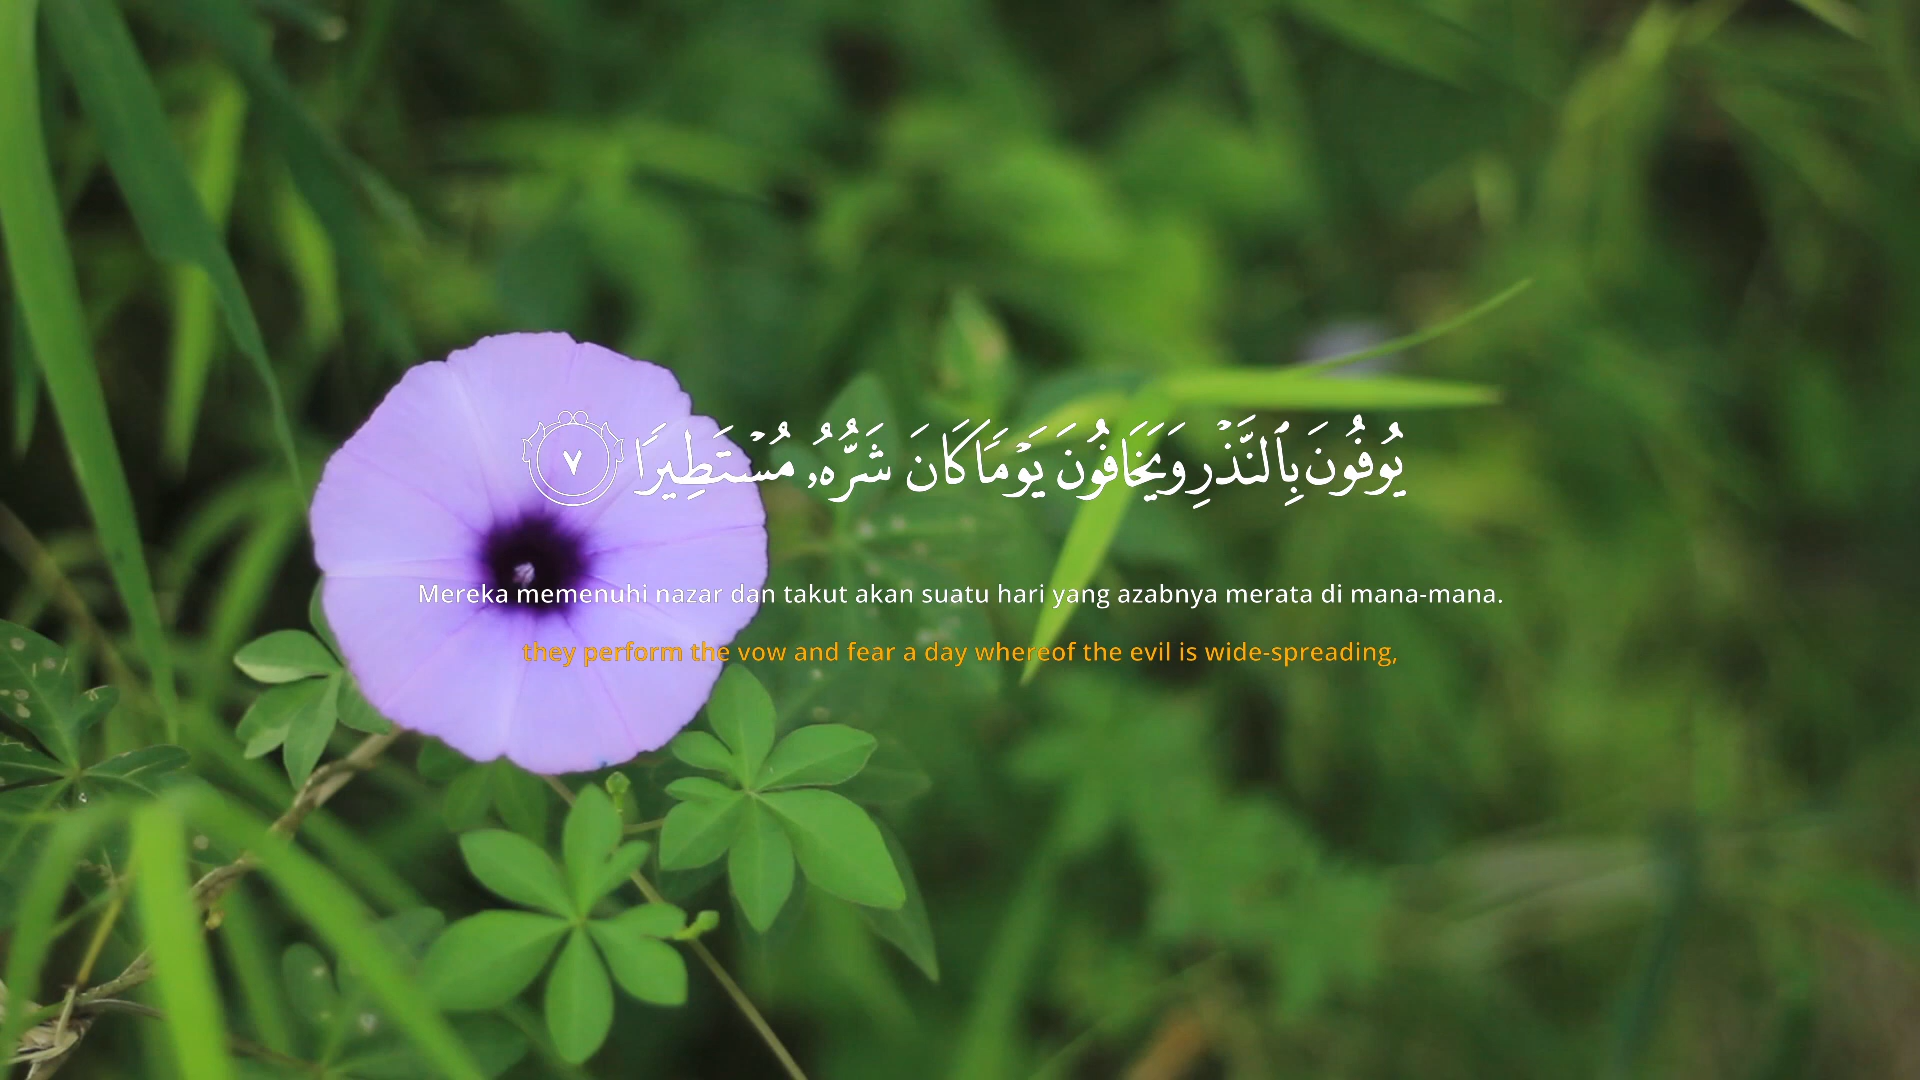 يُوفُونَ بِٱلنَّذْرِ وَيَخَافُونَ يَوْمًا كَانَ شَرُّهُۥ مُسْتَطِيرًا ٧
Mereka memenuhi nazar dan takut akan suatu hari yang azabnya merata di mana-mana.
they perform the vow and fear a day whereof the evil is wide-spreading,